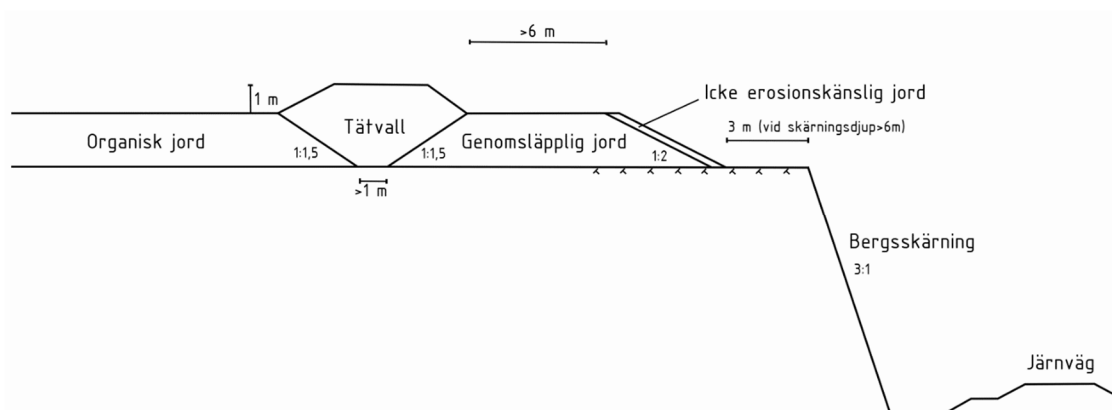 >6 m
Icke erosionskänslig jord
1 m
3 m (vid skärningsdjup>6m)
Tätvall
Organisk jord
Genomsläpplig jord
1:1,5
1:1,5
1:2
>1 m
Bergsskärning
3:1
Järnväg